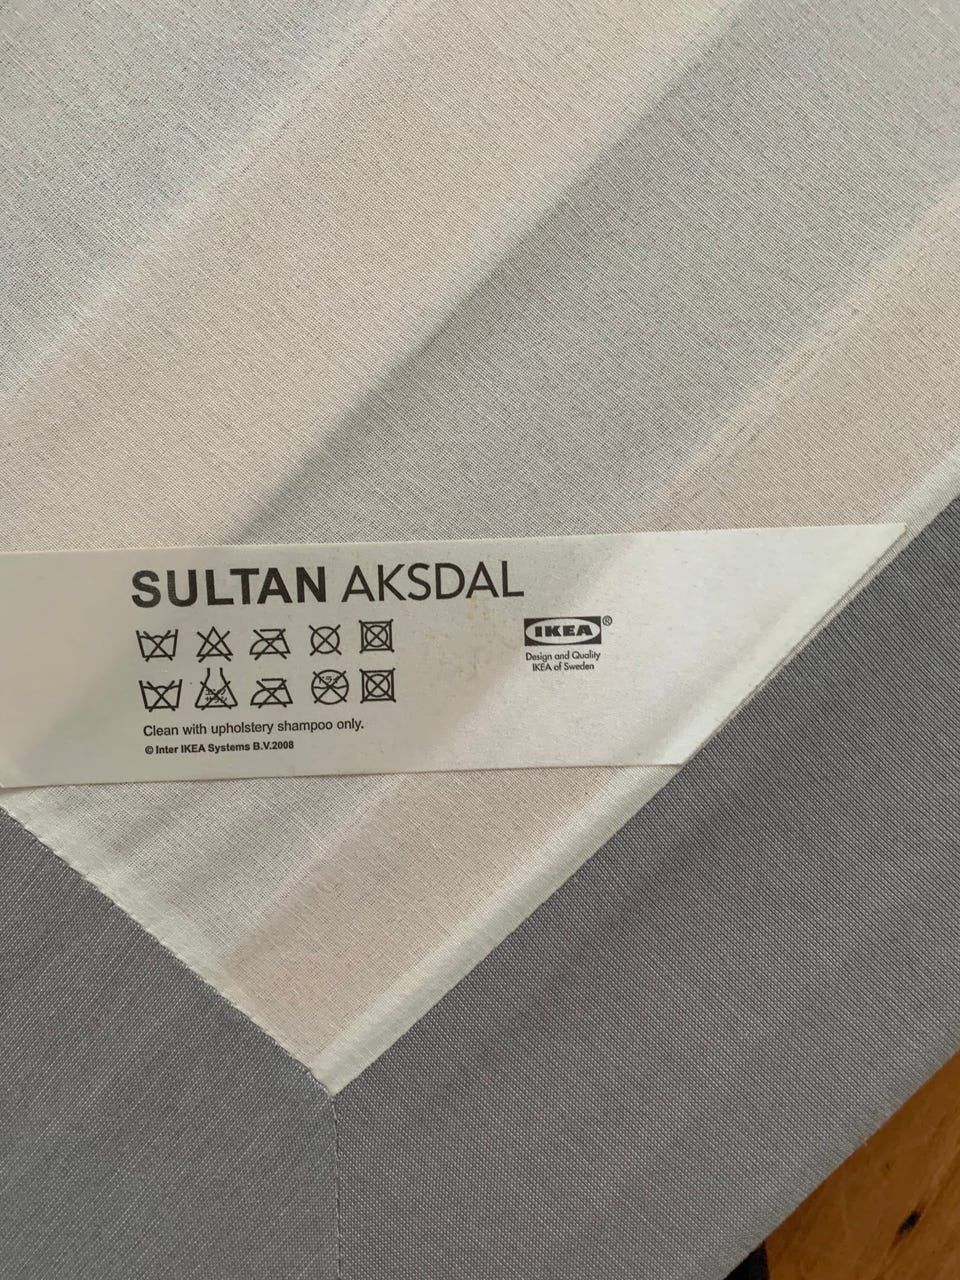 SULTAN AKSDAL
IKEA®
Design and Quality
IKEA of Sweden
Clean with upholstery shampoo only.
© Inter IKEA Systems B.V.2008